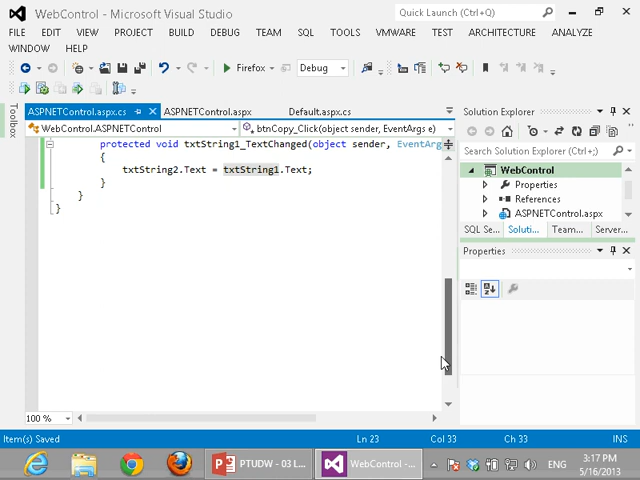 WebControl - Microsoft Visual Studio
Quick Launch (Ctrl+Q)
FILE EDIT VIEW PROJECT BUILD DEBUG TEAM SQL TOOLS VMWARE TEST ARCHITECTURE ANALYZE
WINDOW HELP
Firefox
Debug
Toolbox
ASPNETControl.aspx.cs
ASPNETControl.aspx
Default.aspx.cs
WebControl.ASPNETControl
btnCopy_Click(object sender, EventArgs e)
protected void txtString1_TextChanged(object sender, EventArg
{
txtString2.Text = txtString1.Text;
}
}
}
100 %
Solution Explorer
Search Solution Explorer (Ctrl+;)
WebControl
Properties
References
ASPNETControl.aspx
SQL Se... Soluti... Team... Server...
Properties
Item(s) Saved
Ln 23
Col 33
Ch 33
INS
PTUDW - 03 L...
WebControl -...
ENG
3:17 PM
5/16/2013